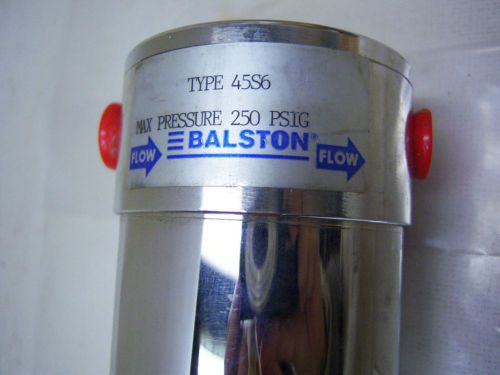 TYPE 45S6
MAX PRESSURE 250 PSIG
BALSTON®
FLOW
FLOW